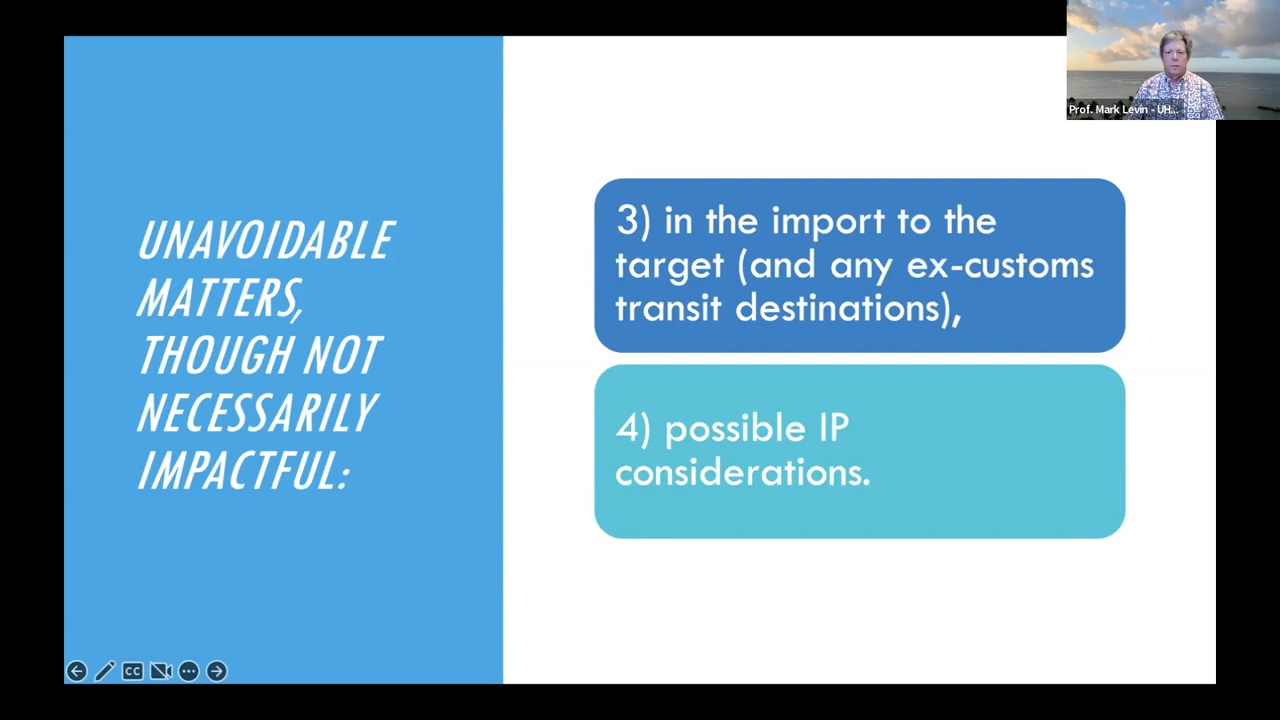 Prof. Mark Levin - UH...
UNAVOIDABLE
MATTERS,
THOUGH NOT
NECESSARILY
IMPACTFUL:
3) in the import to the
target (and any ex-customs
transit destinations),
4) possible IP
considerations.
CC